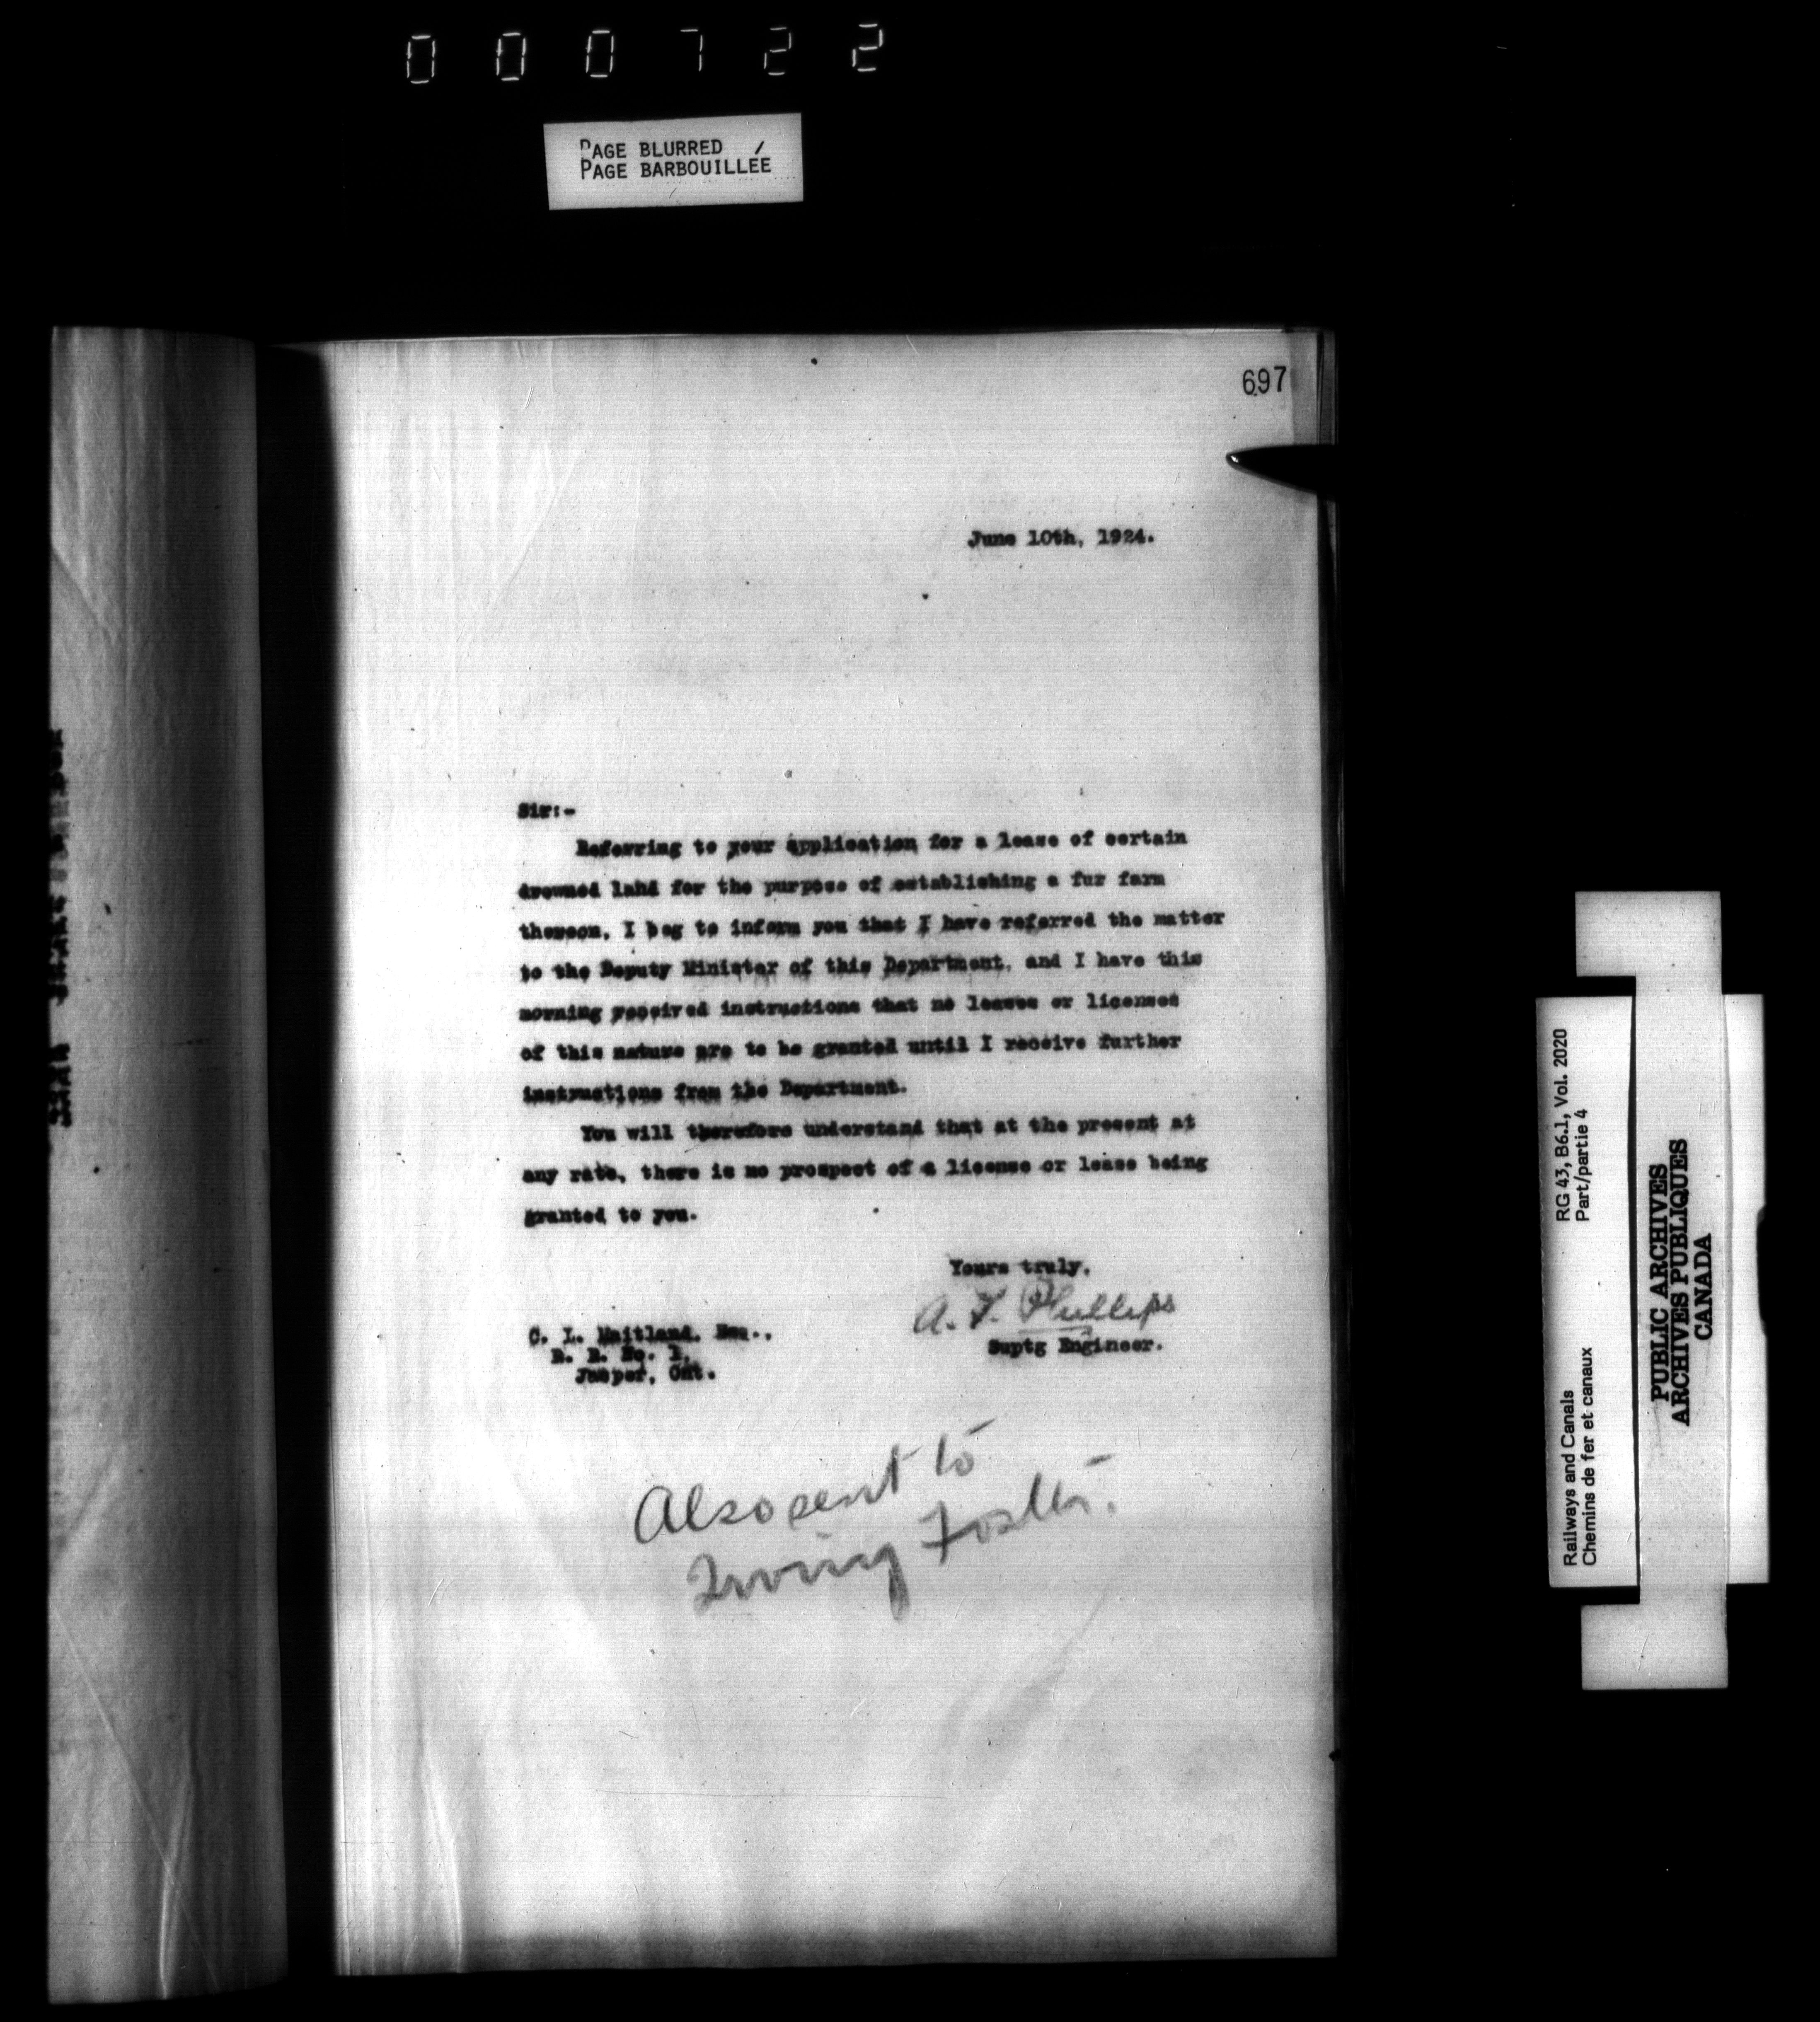 000722
PAGE BLURRED
PAGE BARBOUILLÉE
697
June 10th, 1924.
Sir:-
Referring to your application for a lease of certain
drowned land for the purpose of establishing a fur farm
thereon, I beg to inform you that I have referred the matter
to the Deputy Minister of this Department, and I have this
morning received instructions that no leases or licenses
of this nature are to be granted until I receive further
instructions from the Department.
You will therefore understand that at the present at
any rate, there is no prospect of a license or lease being
granted to you.
Yours truly,
A. T. Phillips
Suptg Engineer.
C. L. Maitland, Esq.,
R. R. No. 1,
Jasper, Ont.
Also sent to
Irving Foster.
Railways and Canals RG 43, B6.1, Vol. 2020
Chemins de fer et canaux Part/partie 4
PUBLIC ARCHIVES
ARCHIVES PUBLIQUES
CANADA